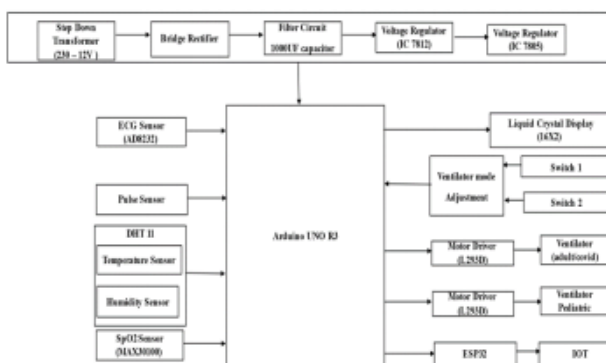 Step Down
Transformer
(230 – 12V )
Bridge Rectifier
Filter Circuit
1000UF capacitor
Voltage Regulator
(IC 7812)
Voltage Regulator
(IC 7805)
ECG Sensor
(AD8232)
Pulse Sensor
DHT 11
Temperature Sensor
Humidity Sensor
SpO2 Sensor
(MAX30100)
Arduino UNO R3
Liquid Crystal Display
(16X2)
Ventilator mode
Adjustment
Switch 1
Switch 2
Motor Driver
(L293D)
Ventilator
(adult/covid)
Motor Driver
(L293D)
Ventilator
Pediatric
ESP32
IOT